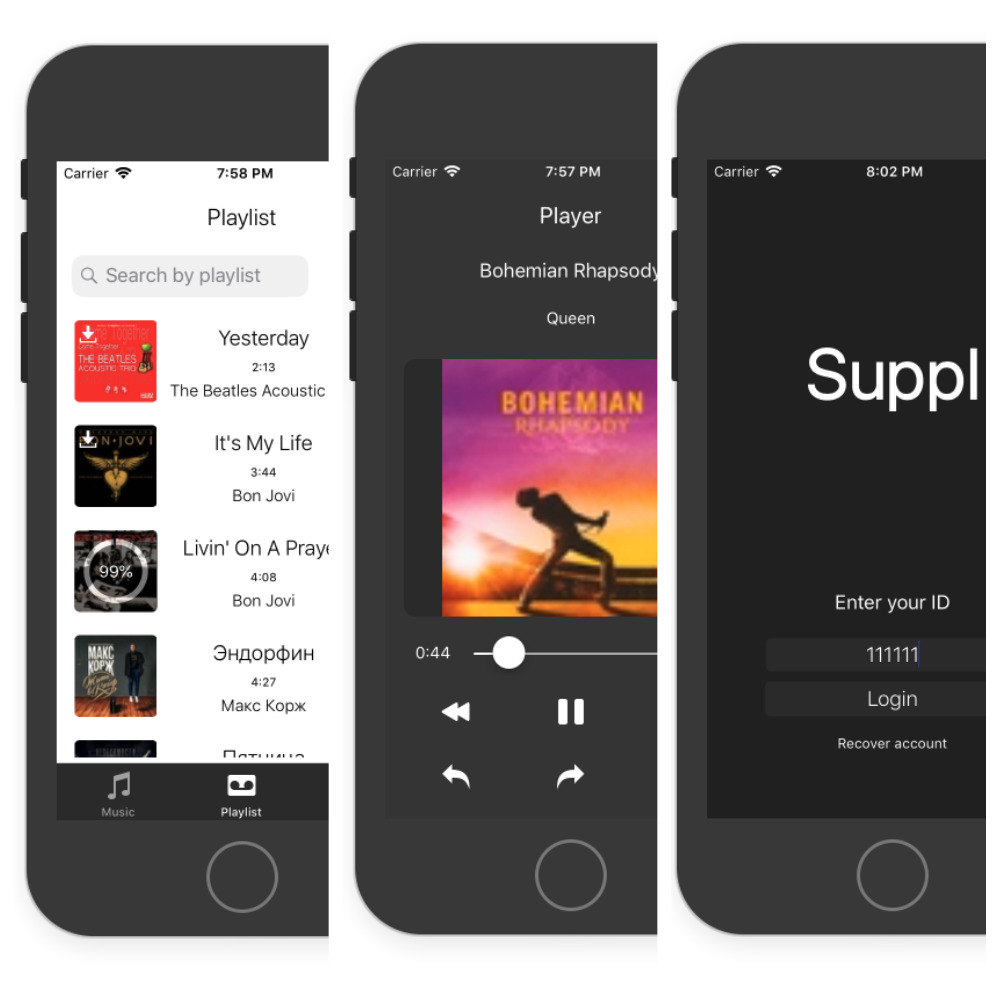 Carrier
7:58 PM
Playlist
Search by playlist
Come Together
THE BEATLES
ACOUSTIC TRIO
Yesterday
2:13
The Beatles Acoustic
BON JOVI
It's My Life
3:44
Bon Jovi
99%
Livin' On A Praye
4:08
Bon Jovi
МАКС
КОРЖ
Эндорфин
4:27
Макс Корж
Пятница
Music
Playlist
Carrier
7:57 PM
Player
Bohemian Rhapsody
Queen
BOHEMIAN
RHAPSODY
0:44
Carrier
8:02 PM
Suppl
Enter your ID
111111
Login
Recover account